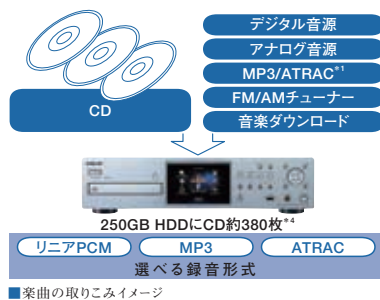 CD
デジタル音源
アナログ音源
MP3/ATRAC*1
FM/AMチューナー
音楽ダウンロード
250GB HDDにCD約380枚*4
リニアPCM MP3 ATRAC
選べる録音形式
■楽曲の取りこみイメージ